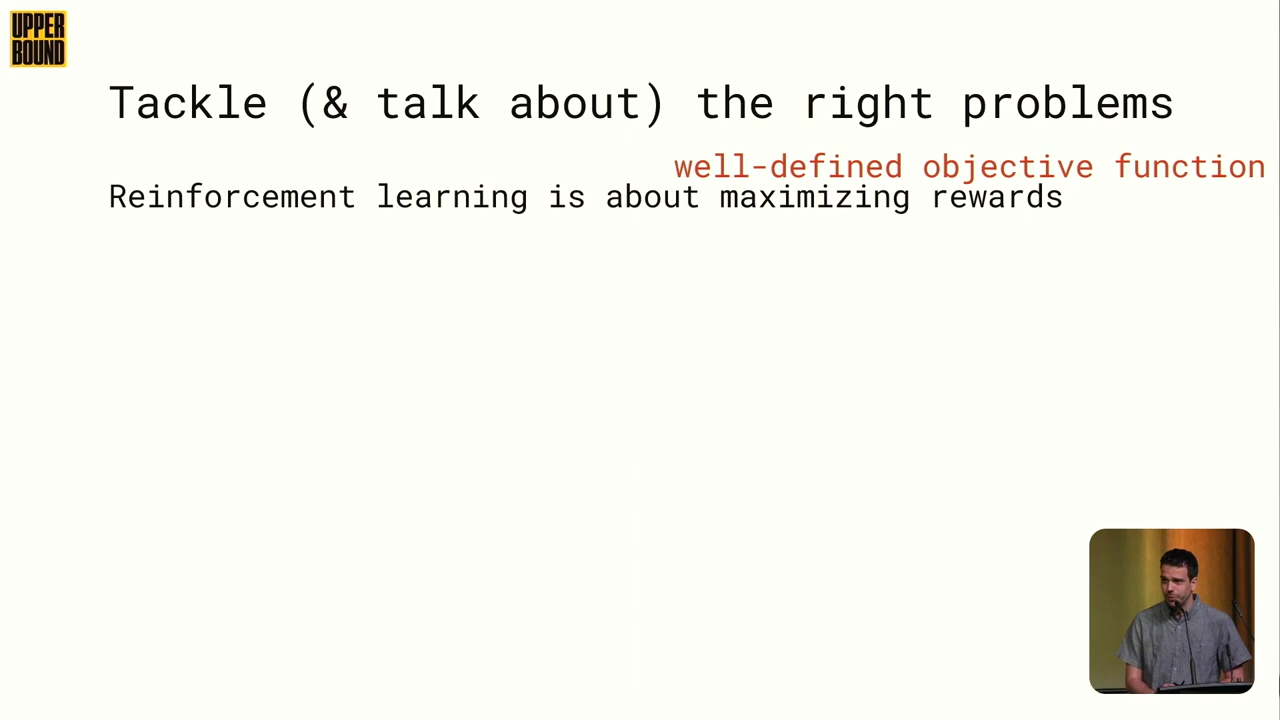 UPPER
BOUND
Tackle (& talk about) the right problems
well-defined objective function
Reinforcement learning is about maximizing rewards